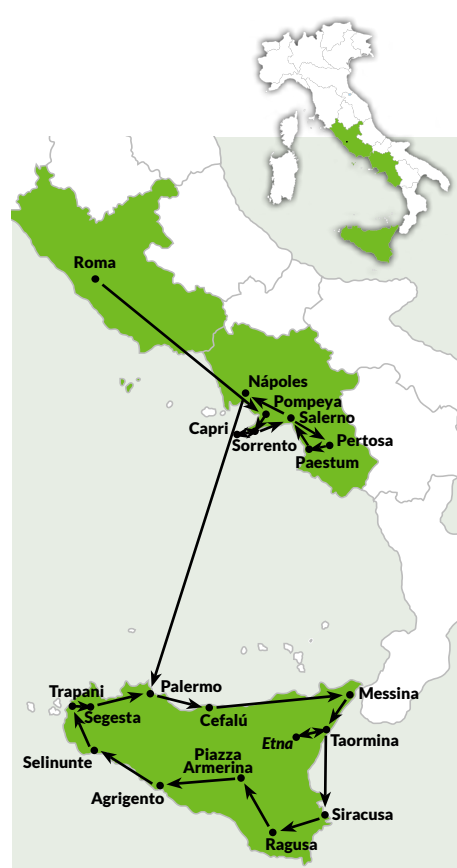 Roma
Nápoles
Pompeya
Salerno
Capri
Sorrento
Pertosa
Paestum
Trapani
Palermo
Messina
Segesta
Cefalú
Etna
Taormina
Selinunte
Piazza
Armerina
Agrigento
Siracusa
Ragusa